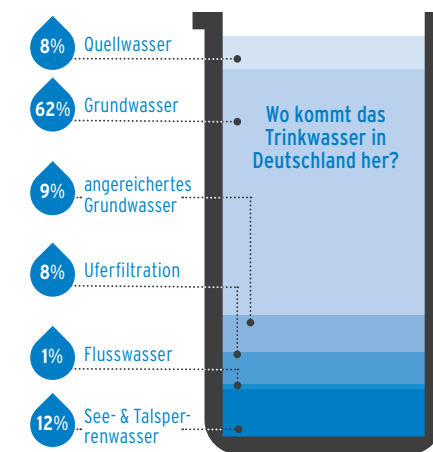 8% Quellwasser
62% Grundwasser
Wo kommt das
Trinkwasser in
Deutschland her?
9% angereichertes
Grundwasser
8% Uferfiltration
1% Flusswasser
12% See- & Talsper-
renwasser